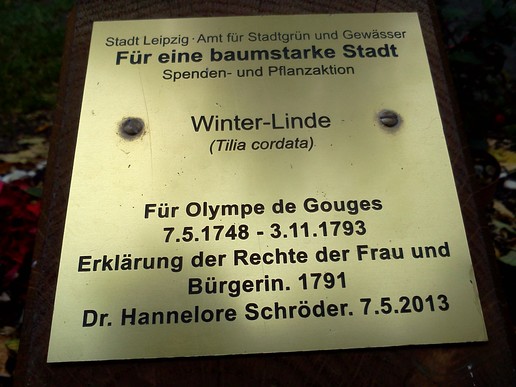 Stadt Leipzig · Amt für Stadtgrün und Gewässer
Für eine baumstarke Stadt
Spenden- und Pflanzaktion
Winter-Linde
(Tilia cordata)
Für Olympe de Gouges
7.5.1748 - 3.11.1793
Erklärung der Rechte der Frau und
Bürgerin. 1791
Dr. Hannelore Schröder. 7.5.2013